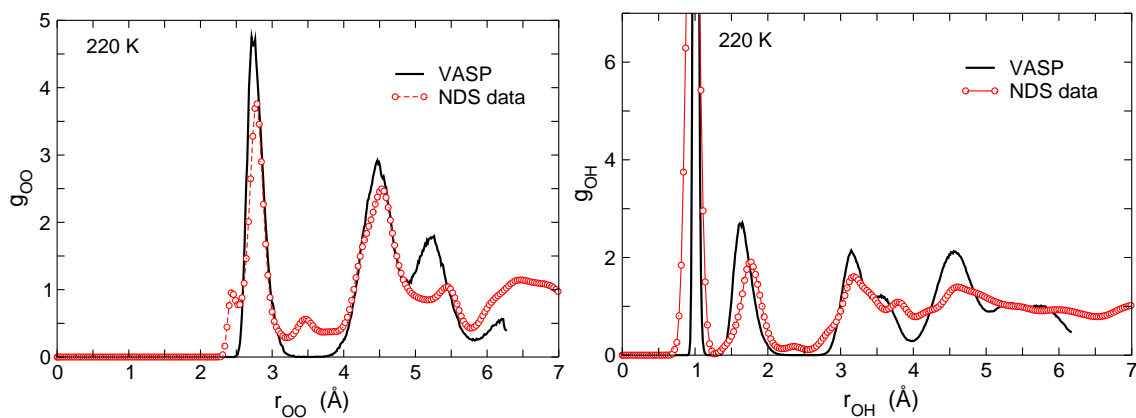 220 K
VASP
NDS data
g_OO
5
4
3
2
1
0
0 1 2 3 4 5 6 7
r_OO (Å)
220 K
VASP
NDS data
g_OH
6
4
2
0
0 1 2 3 4 5 6 7
r_OH (Å)